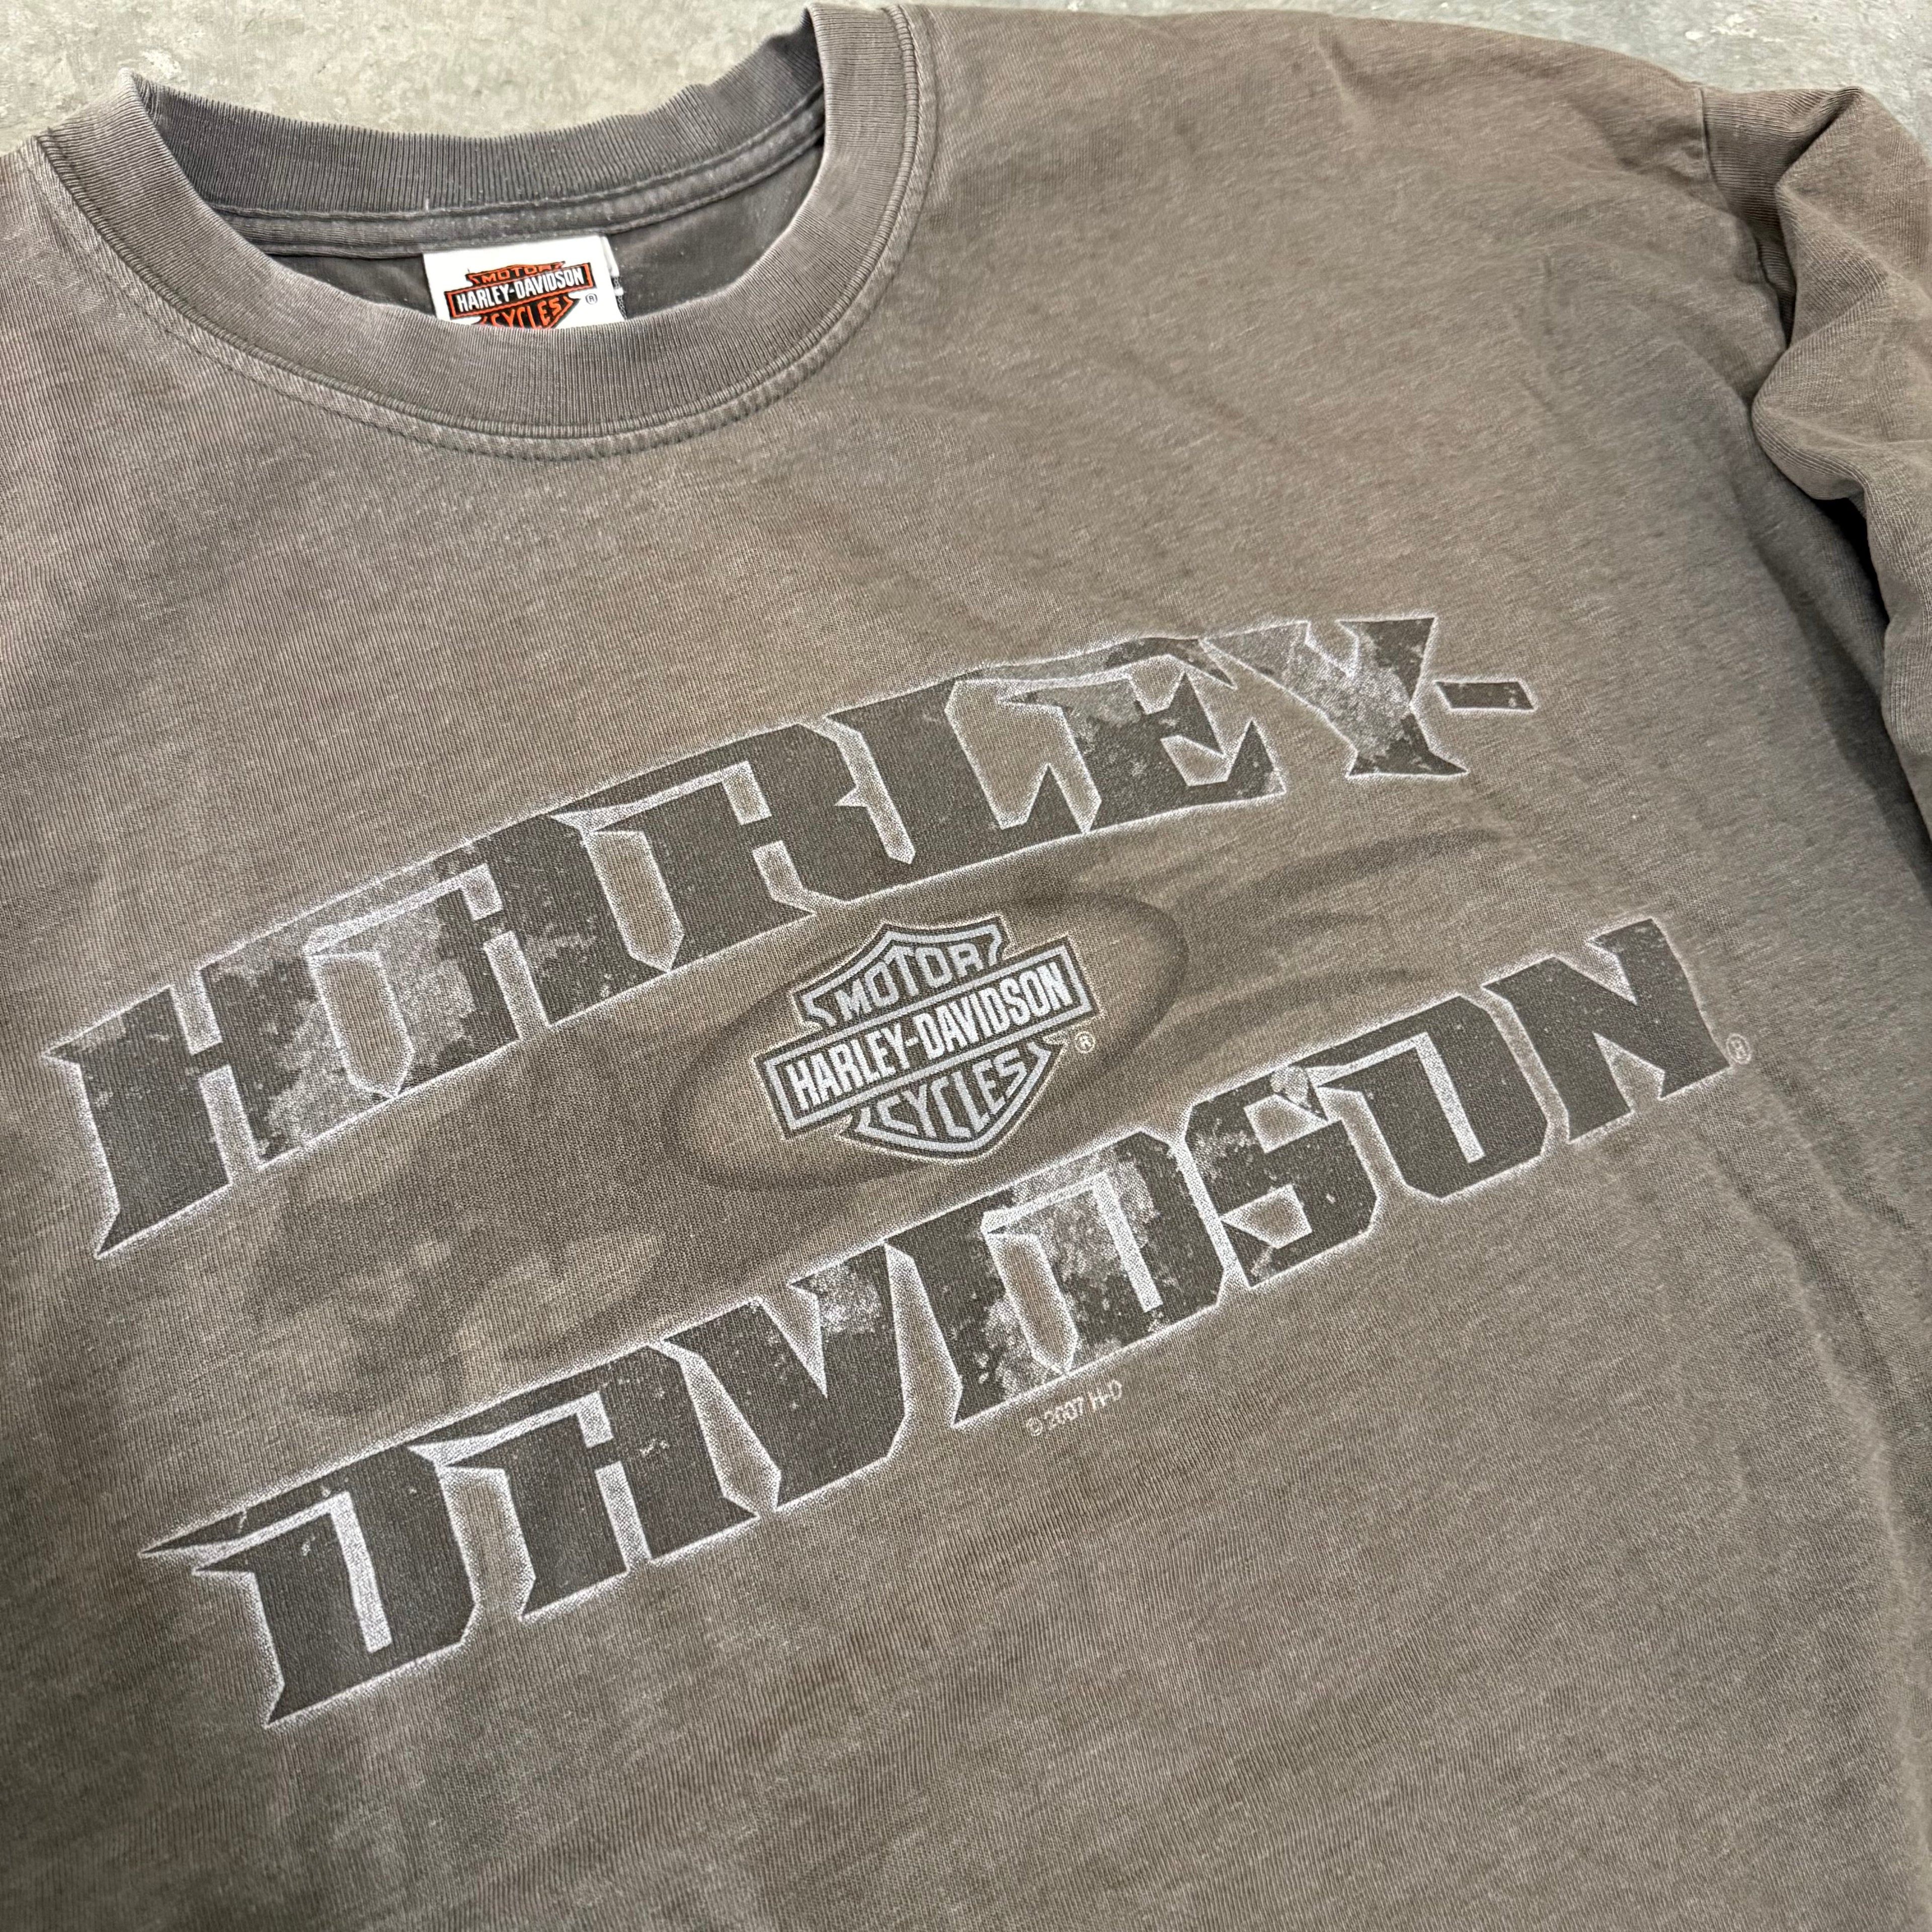 MOTOR
HARLEY-DAVIDSON
CYCLES
®
HARLEY-
MOTOR
HARLEY-DAVIDSON
CYCLES
®
DAVIDSON
®
© 2007 H-D